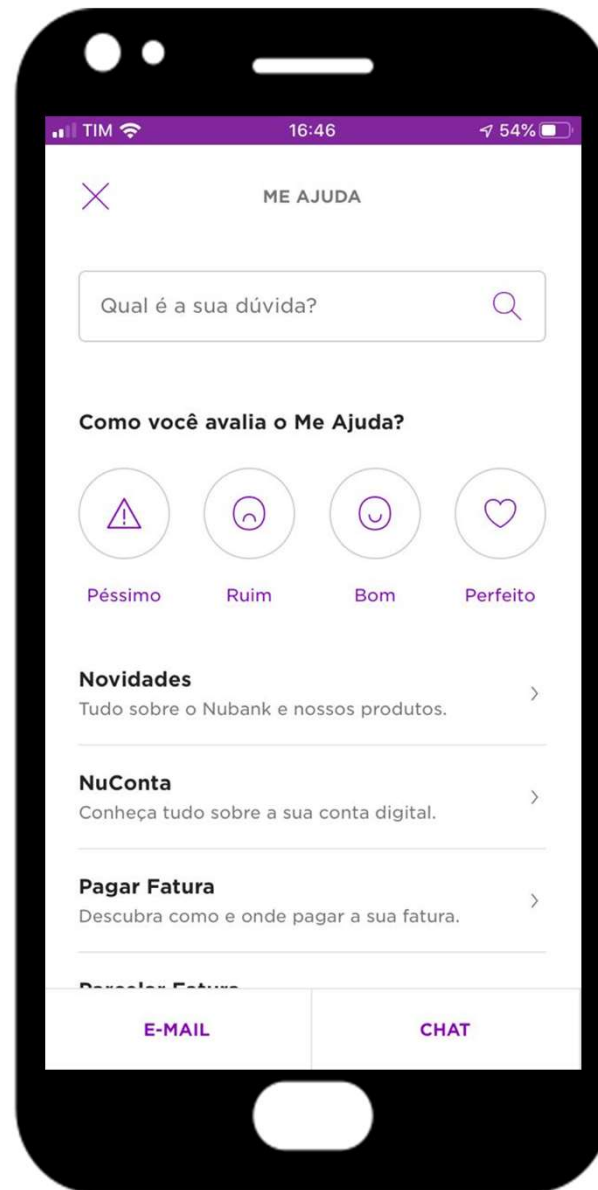 TIM 16:46 54%
ME AJUDA
Qual é a sua dúvida?
Como você avalia o Me Ajuda?
Péssimo Ruim Bom Perfeito
Novidades
Tudo sobre o Nubank e nossos produtos.
NuConta
Conheça tudo sobre a sua conta digital.
Pagar Fatura
Descubra como e onde pagar a sua fatura.
Parcelar Fatura
E-MAIL CHAT